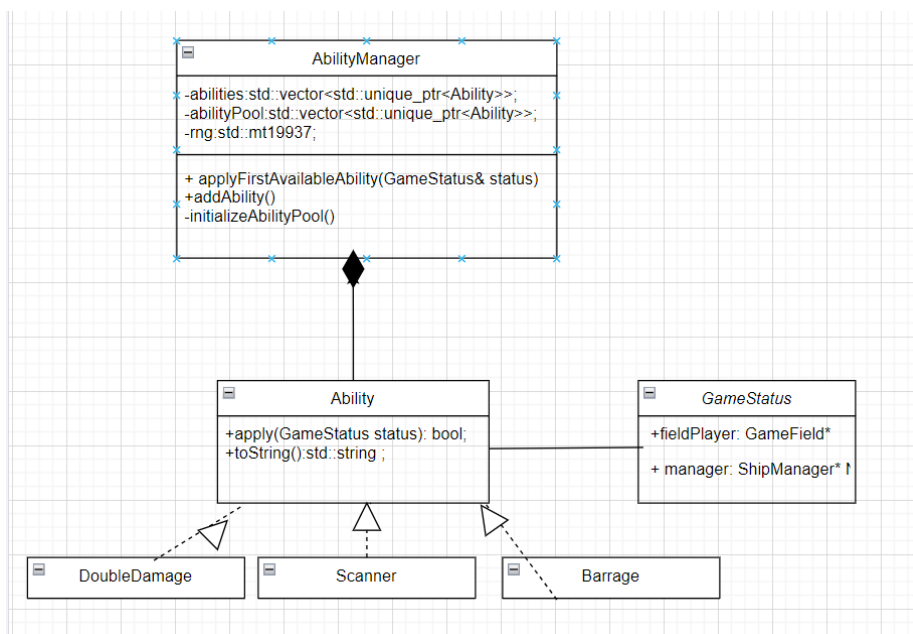 AbilityManager
-abilities:std::vector<std::unique_ptr<Ability>>;
-abilityPool:std::vector<std::unique_ptr<Ability>>;
-rng:std::mt19937;
+ applyFirstAvailableAbility(GameStatus& status)
+addAbility()
-initializeAbilityPool()
Ability
+apply(GameStatus status): bool;
+toString():std::string ;
GameStatus
+fieldPlayer: GameField*
+ manager: ShipManager*
DoubleDamage
Scanner
Barrage